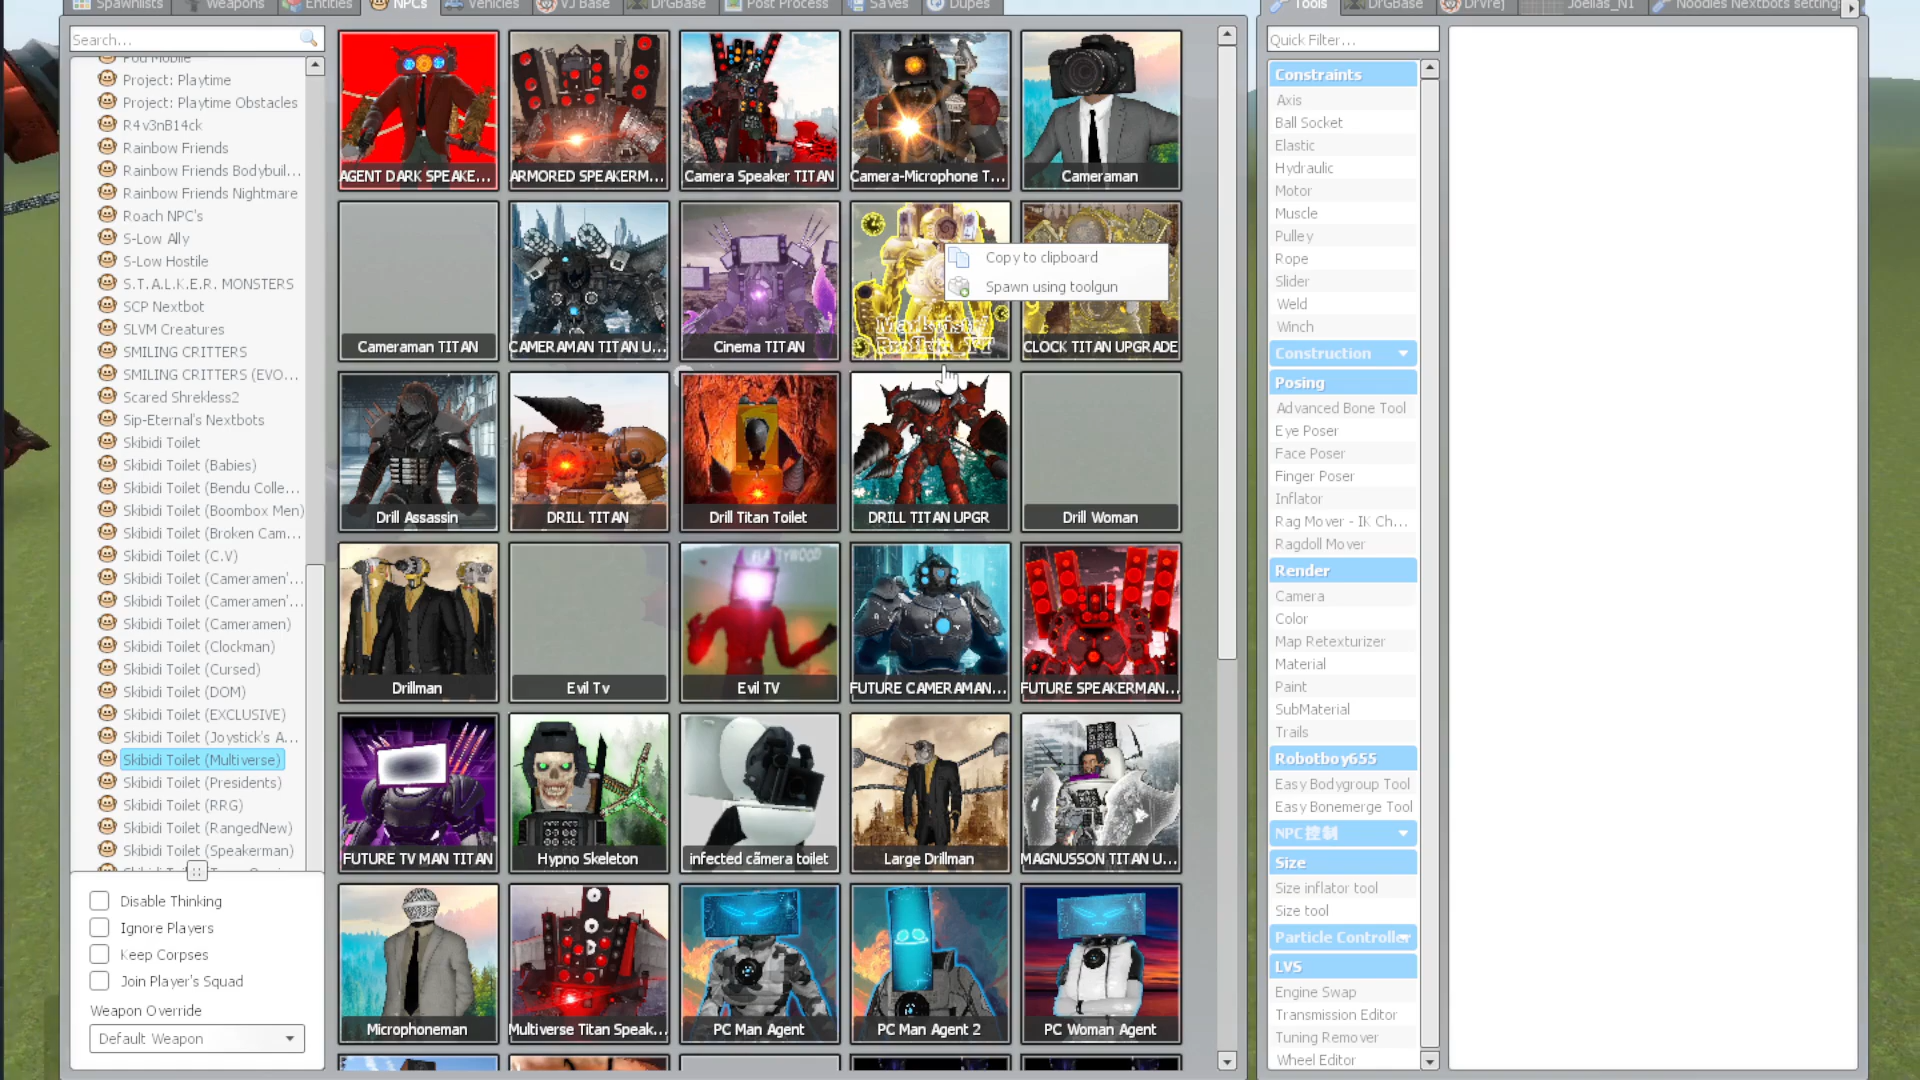 Spawnlists
Weapons
Entities
NPCs
Vehicles
VJ Base
DrGBase
Post Process
Saves
Dupes
Search...
Pou Mobile
Project: Playtime
Project: Playtime Obstacles
R4v3nB14ck
Rainbow Friends
Rainbow Friends Bodybuil...
Rainbow Friends Nightmare
Roach NPC's
S-Low Ally
S-Low Hostile
S.T.A.L.K.E.R. MONSTERS
SCP Nextbot
SLVM Creatures
SMILING CRITTERS
SMILING CRITTERS (EVO...
Scared Shrekless2
Sip-Eternal's Nextbots
Skibidi Toilet
Skibidi Toilet (Babies)
Skibidi Toilet (Bendu Colle...
Skibidi Toilet (Boombox Men)
Skibidi Toilet (Broken Cam...
Skibidi Toilet (C.V)
Skibidi Toilet (Cameramen'...
Skibidi Toilet (Cameramen'...
Skibidi Toilet (Cameramen)
Skibidi Toilet (Clockman)
Skibidi Toilet (Cursed)
Skibidi Toilet (DOM)
Skibidi Toilet (EXCLUSIVE)
Skibidi Toilet (Joystick's A...
Skibidi Toilet (Multiverse)
Skibidi Toilet (Presidents)
Skibidi Toilet (RRG)
Skibidi Toilet (RangedNew)
Skibidi Toilet (Speakerman)
Disable Thinking
Ignore Players
Keep Corpses
Join Player's Squad
Weapon Override
Default Weapon
AGENT DARK SPEAKE...
ARMORED SPEAKERM...
Camera Speaker TITAN
Camera-Microphone T...
Cameraman
Cameraman TITAN
CAMERAMAN TITAN U...
Cinema TITAN
CLOCK TITAN UPGRADE
Copy to clipboard
Spawn using toolgun
Drill Assassin
DRILL TITAN
Drill Titan Toilet
DRILL TITAN UPGR
Drill Woman
Drillman
Evil Tv
Evil TV
FUTURE CAMERAMAN...
FUTURE SPEAKERMAN...
FUTURE TV MAN TITAN
Hypno Skeleton
infected cãmera toilet
Large Drillman
MAGNUSSON TITAN U...
Microphoneman
Multiverse Titan Speak...
PC Man Agent
PC Man Agent 2
PC Woman Agent
Tools
DrGBase
DrVrej
Joellas_N1
Noodles Nextbots settings
Quick Filter...
Constraints
Axis
Ball Socket
Elastic
Hydraulic
Motor
Muscle
Pulley
Rope
Slider
Weld
Winch
Construction
Posing
Advanced Bone Tool
Eye Poser
Face Poser
Finger Poser
Inflator
Rag Mover - IK Ch...
Ragdoll Mover
Render
Camera
Color
Map Retexturizer
Material
Paint
SubMaterial
Trails
Robotboy655
Easy Bodygroup Tool
Easy Bonemerge Tool
NPC控制
Size
Size inflator tool
Size tool
Particle Controller
LVS
Engine Swap
Transmission Editor
Tuning Remover
Wheel Editor